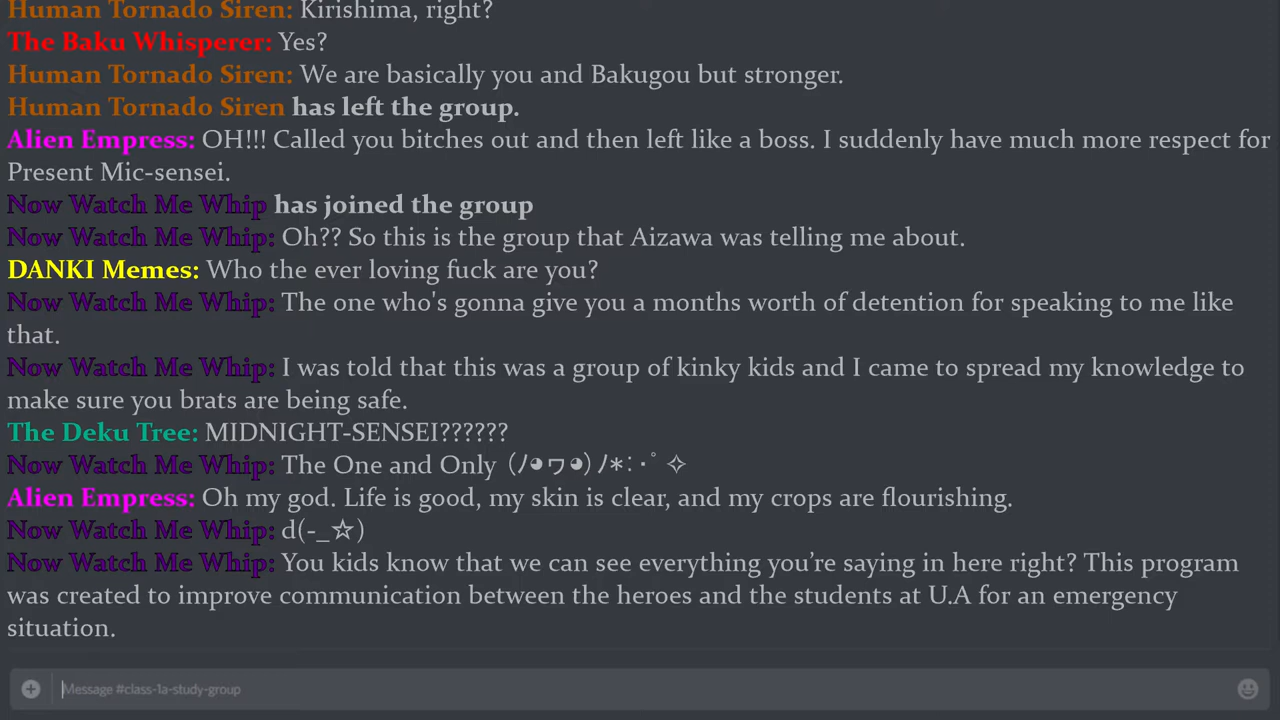 Human Tornado Siren: Kirishima, right?
The Baku Whisperer: Yes?
Human Tornado Siren: We are basically you and Bakugou but stronger.
Human Tornado Siren has left the group.
Alien Empress: OH!!! Called you bitches out and then left like a boss. I suddenly have much more respect for
Present Mic-sensei.
Now Watch Me Whip has joined the group
Now Watch Me Whip: Oh?? So this is the group that Aizawa was telling me about.
DANKI Memes: Who the ever loving fuck are you?
Now Watch Me Whip: The one who's gonna give you a months worth of detention for speaking to me like
that.
Now Watch Me Whip: I was told that this was a group of kinky kids and I came to spread my knowledge to
make sure you brats are being safe.
The Deku Tree: MIDNIGHT-SENSEI??????
Now Watch Me Whip: The One and Only (ﾉ◕ヮ◕)ﾉ*:･ﾟ✧
Alien Empress: Oh my god. Life is good, my skin is clear, and my crops are flourishing.
Now Watch Me Whip: d(-_☆)
Now Watch Me Whip: You kids know that we can see everything you’re saying in here right? This program
was created to improve communication between the heroes and the students at U.A for an emergency
situation.
Message #class-1a-study-group